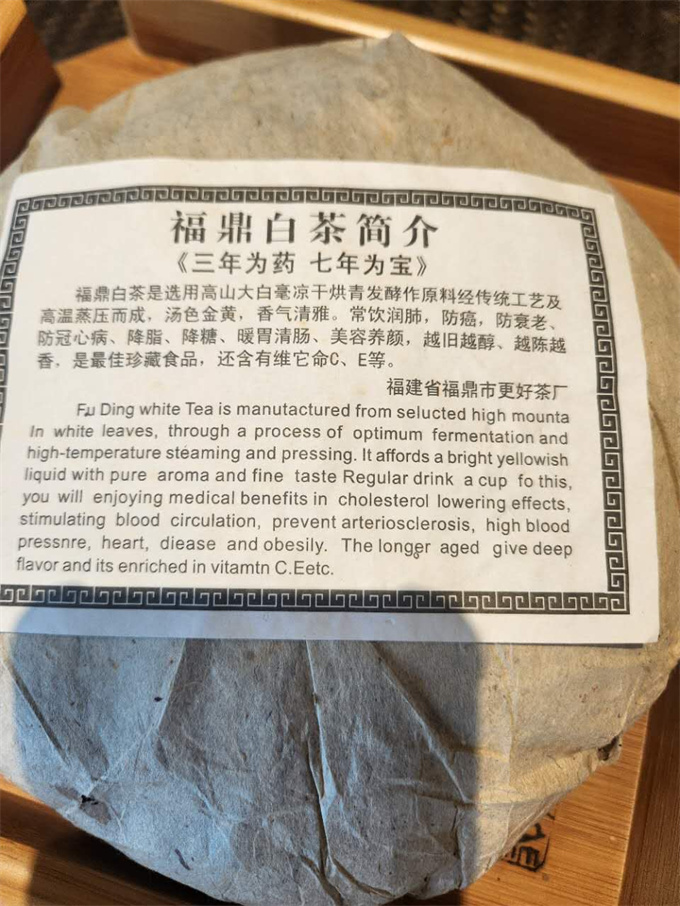 福鼎白茶简介
《三年为药 七年为宝》
福鼎白茶是选用高山大白毫凉干烘青发酵作原料经传统工艺及
高温蒸压而成，汤色金黄，香气清雅。常饮润肺，防癌，防衰老、
防冠心病、降脂、降糖、暖胃清肠、美容养颜，越旧越醇、越陈越
香，是最佳珍藏食品，还含有维它命C、E等。
福建省福鼎市更好茶厂
Fu Ding white Tea is manutactured from selucted high mounta
In white leaves, through a process of optimum fermentation and
high-temperature steaming and pressing. It affords a bright yellowish
liquid with pure aroma and fine taste Regular drink a cup fo this,
you will enjoying medical benefits in cholesterol lowering effects,
stimulating blood circulation, prevent arteriosclerosis, high blood
pressnre, heart, diease and obesily. The longer aged give deep
flavor and its enriched in vitamtn C.Eetc.